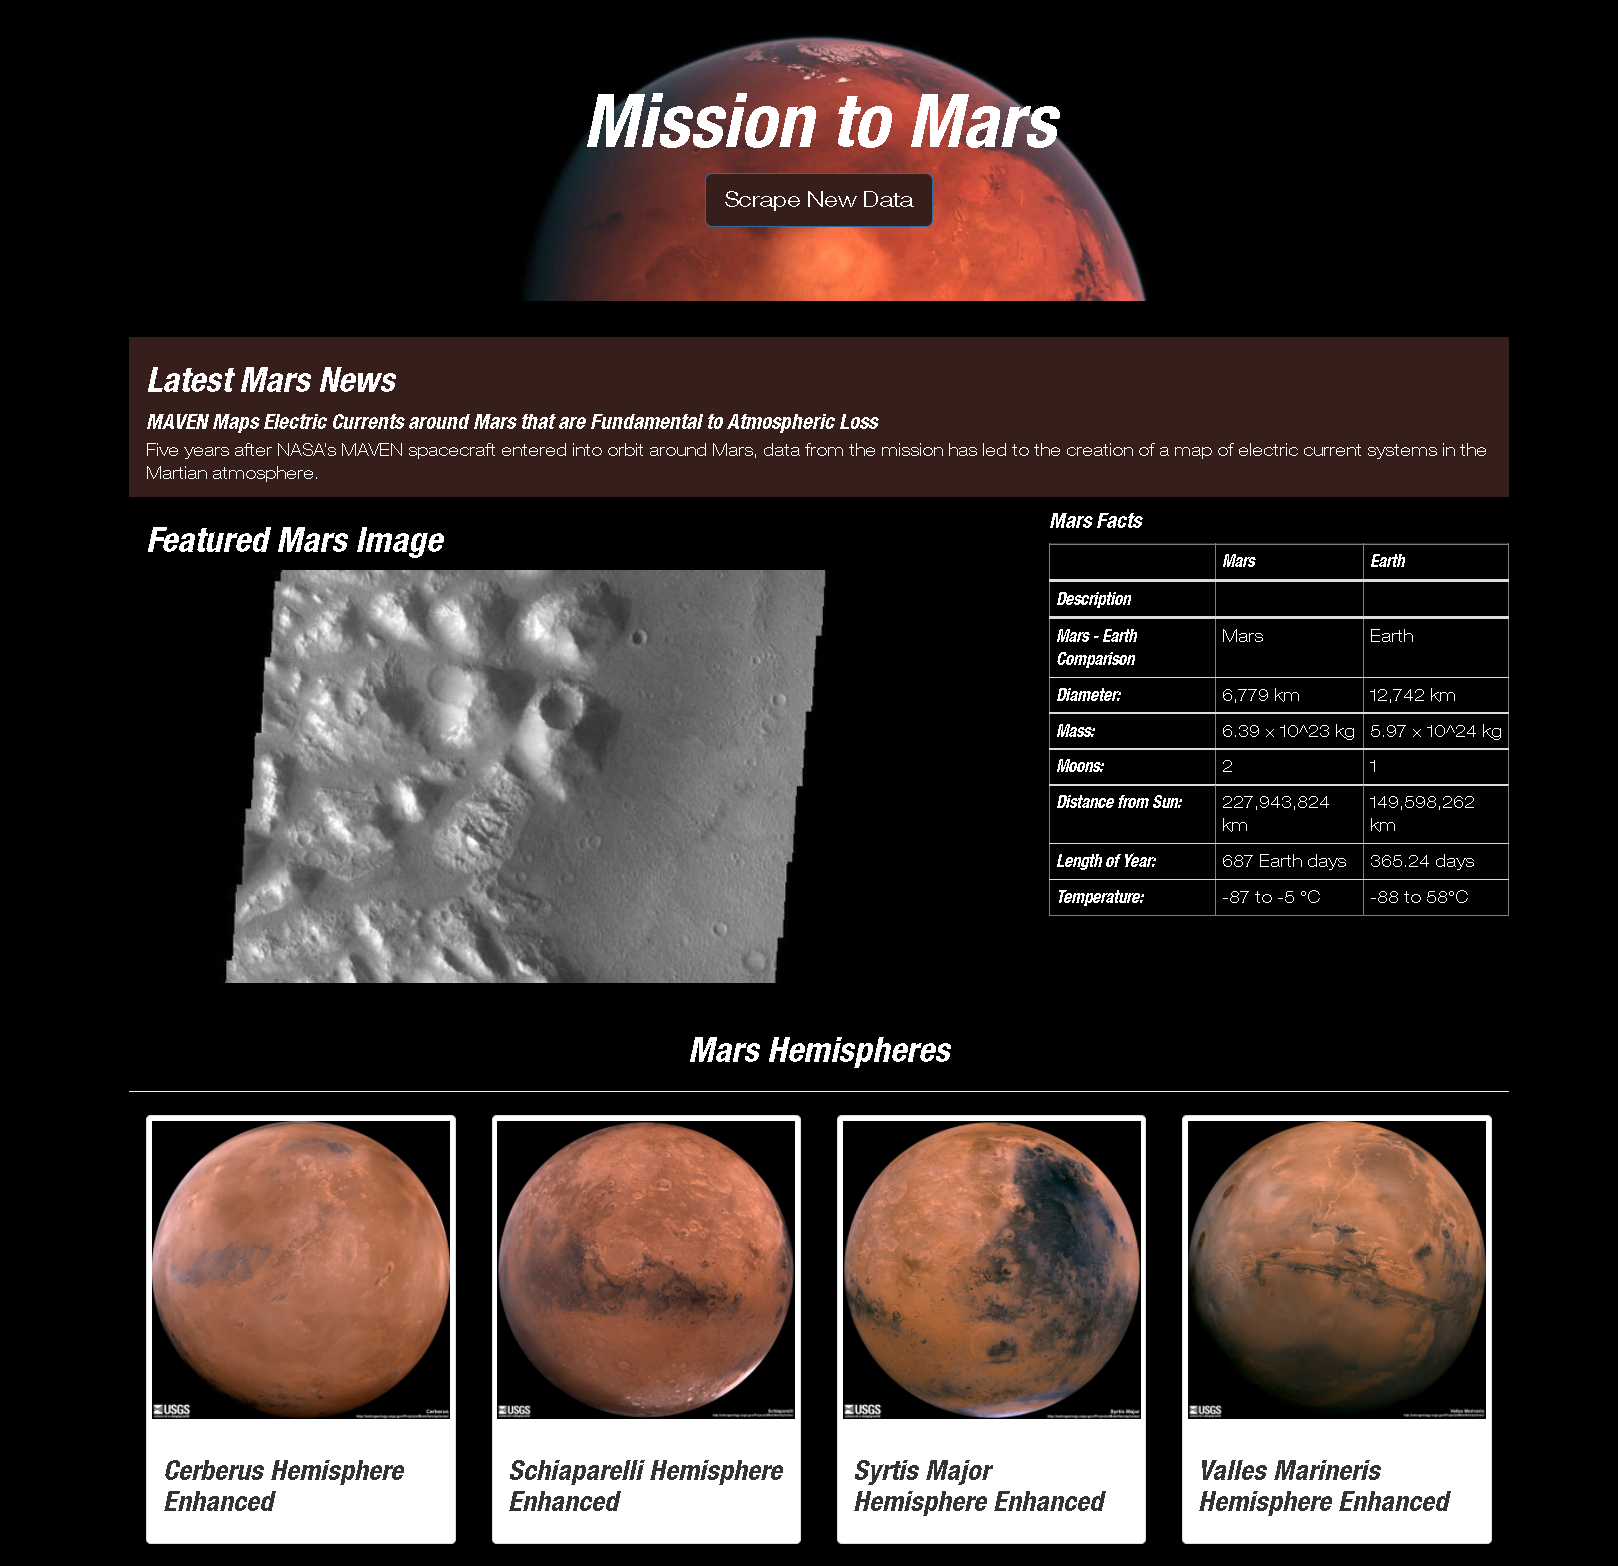 Mission to Mars
Scrape New Data
Latest Mars News
MAVEN Maps Electric Currents around Mars that are Fundamental to Atmospheric Loss
Five years after NASA's MAVEN spacecraft entered into orbit around Mars, data from the mission has led to the creation of a map of electric current systems in the
Martian atmosphere.
Featured Mars Image
Mars Facts
Mars Earth
Description
Mars - Earth Comparison Mars Earth
Diameter: 6,779 km 12,742 km
Mass: 6.39 × 10^23 kg 5.97 × 10^24 kg
Moons: 2 1
Distance from Sun: 227,943,824 km 149,598,262 km
Length of Year: 687 Earth days 365.24 days
Temperature: -87 to -5 °C -88 to 58°C
Mars Hemispheres
USGS Cerberus
USGS Schiaparelli
USGS Syrtis Major
USGS Valles Marineris
Cerberus Hemisphere
Enhanced
Schiaparelli Hemisphere
Enhanced
Syrtis Major
Hemisphere Enhanced
Valles Marineris
Hemisphere Enhanced